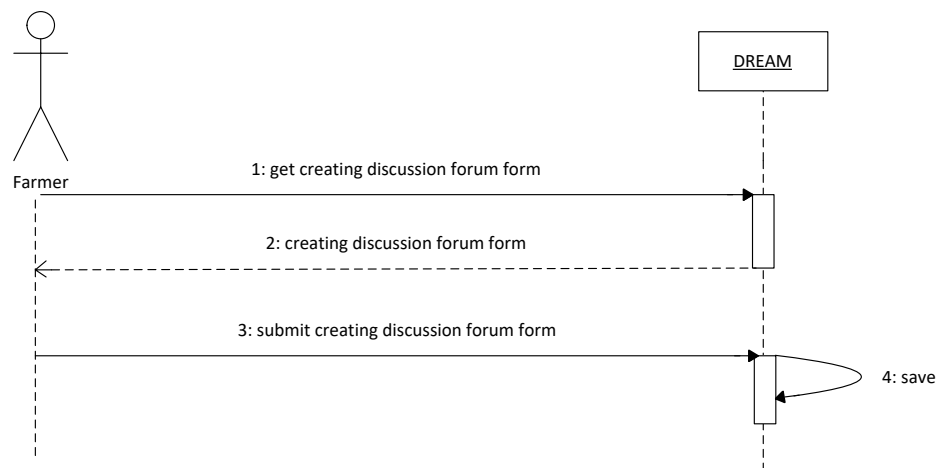 DREAM
Farmer
1: get creating discussion forum form
2: creating discussion forum form
3: submit creating discussion forum form
4: save